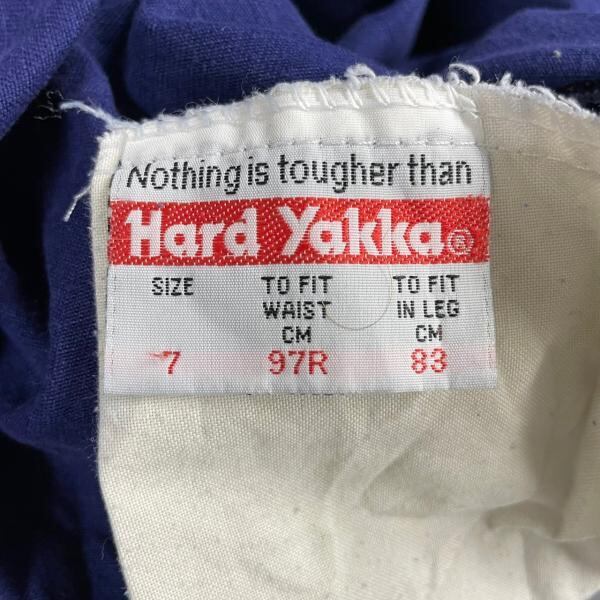 Nothing is tougher than
Hard Yakka®
SIZE TO FIT WAIST CM TO FIT IN LEG CM
7 97R 83